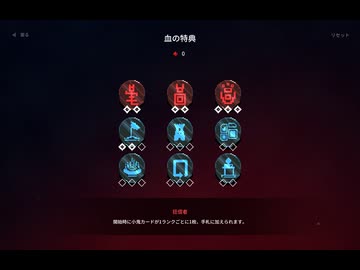 戻る
血の特典
リセット
0
狂信者
開始時に小鬼カードが1ランクごとに1枚、手札に加えられます。